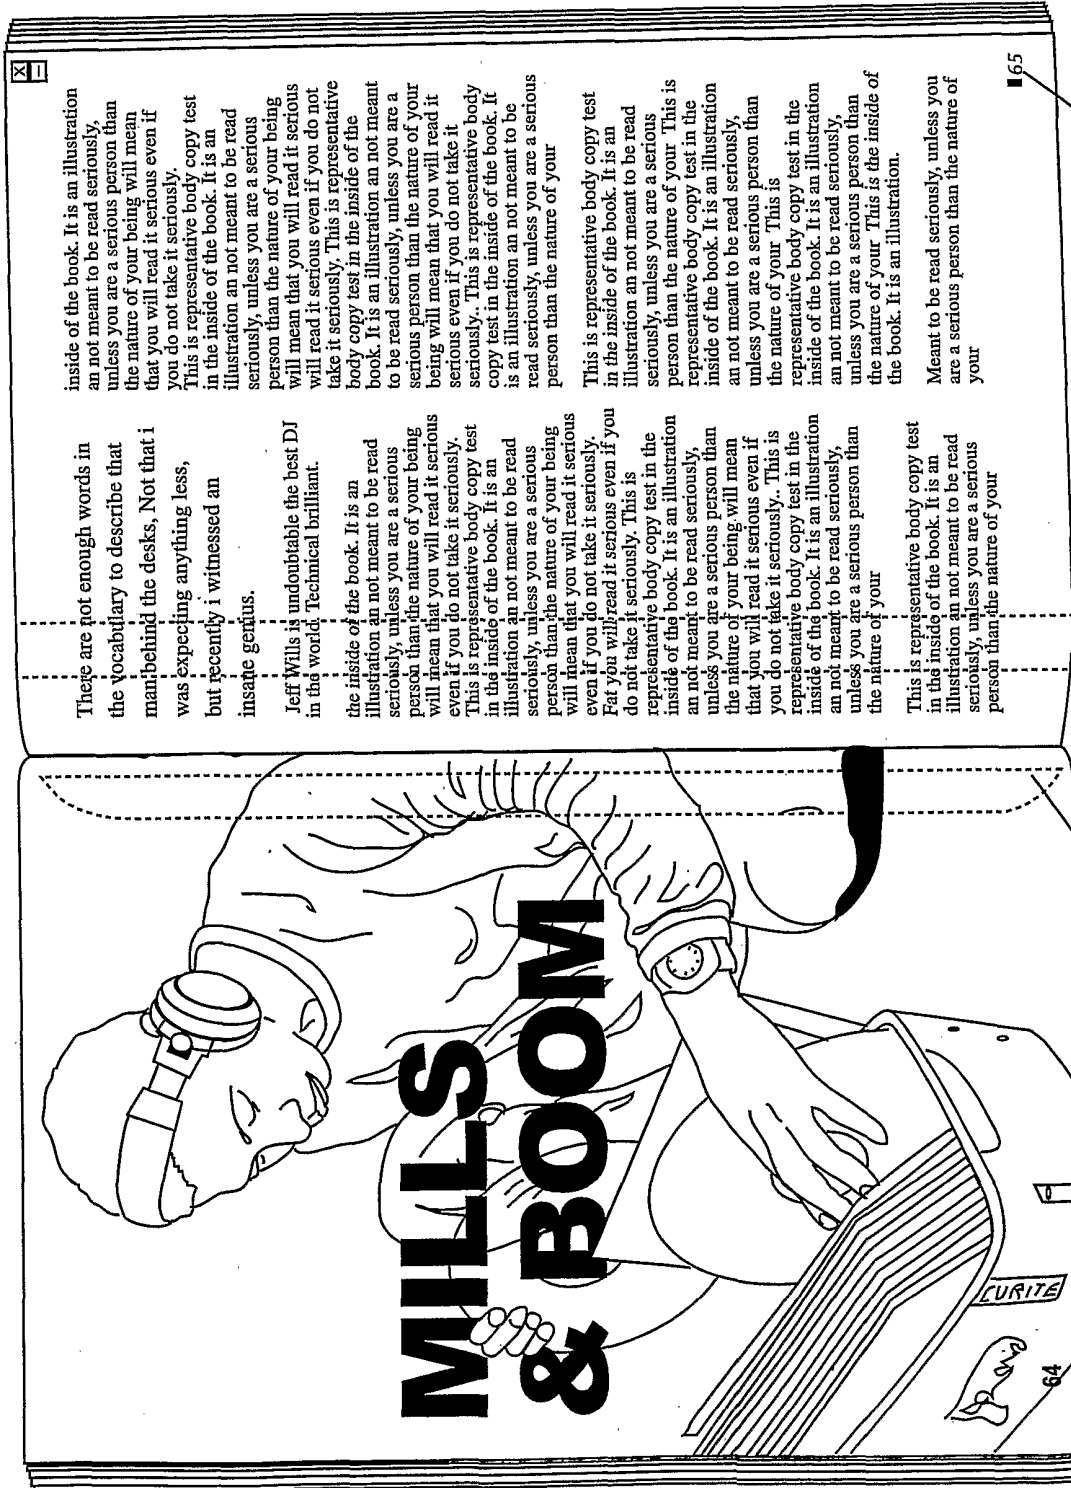 MILLS
& BOOM
CURITE
64
There are not enough words in
the vocabulary to describe that
man behind the desks, Not that i
was expecing anything less,
but recently i witnessed an
insane genius.
Jeff Wills is undoubtable the best DJ
in the world. Technical brilliant.
the inside of the book. It is an
illustration an not meant to be read
seriously, unless you are a serious
person than the nature of your being
will mean that you will read it serious
even if you do not take it seriously.
This is representative body copy test
in the inside of the book. It is an
illustration an not meant to be read
seriously, unless you are a serious
person than the nature of your being
will mean that you will read it serious
even if you do not take it seriously.
Fat you will read it serious even if you
do not take it seriously. This is
representative body copy test in the
inside of the book. It is an illustration
an not meant to be read seriously,
unless you are a serious person than
the nature of your being will mean
that you will read it serious even if
you do not take it seriously.. This is
representative body copy test in the
inside of the book. It is an illustration
an not meant to be read seriously,
unless you are a serious person than
the nature of your
This is representative body copy test
in the inside of the book. It is an
illustration an not meant to be read
seriously, unless you are a serious
person than the nature of your
X
inside of the book. It is an illustration
an not meant to be read seriously,
unless you are a serious person than
the nature of your being will mean
that you will read it serious even if
you do not take it seriously.
This is representative body copy test
in the inside of the book. It is an
illustration an not meant to be read
seriously, unless you are a serious
person than the nature of your being
will mean that you will read it serious
will read it serious even if you do not
take it seriously, This is representative
body copy test in the inside of the
book. It is an illustration an not meant
to be read seriously, unless you are a
serious person than the nature of your
being will mean that you will read it
serious even if you do not take it
seriously.. This is representative body
copy test in the inside of the book. It
is an illustration an not meant to be
read seriously, unless you are a serious
person than the nature of your
This is representative body copy test
in the inside of the book. It is an
illustration an not meant to be read
seriously, unless you are a serious
person than the nature of your This is
representative body copy test in the
inside of the book. It is an illustration
an not meant to be read seriously,
unless you are a serious person than
the nature of your This is
representative body copy test in the
inside of the book. It is an illustration
an not meant to be read seriously,
unless you are a serious person than
the nature of your This is the inside of
the book. It is an illustration.
Meant to be read seriously, unless you
are a serious person than the nature of
your
65